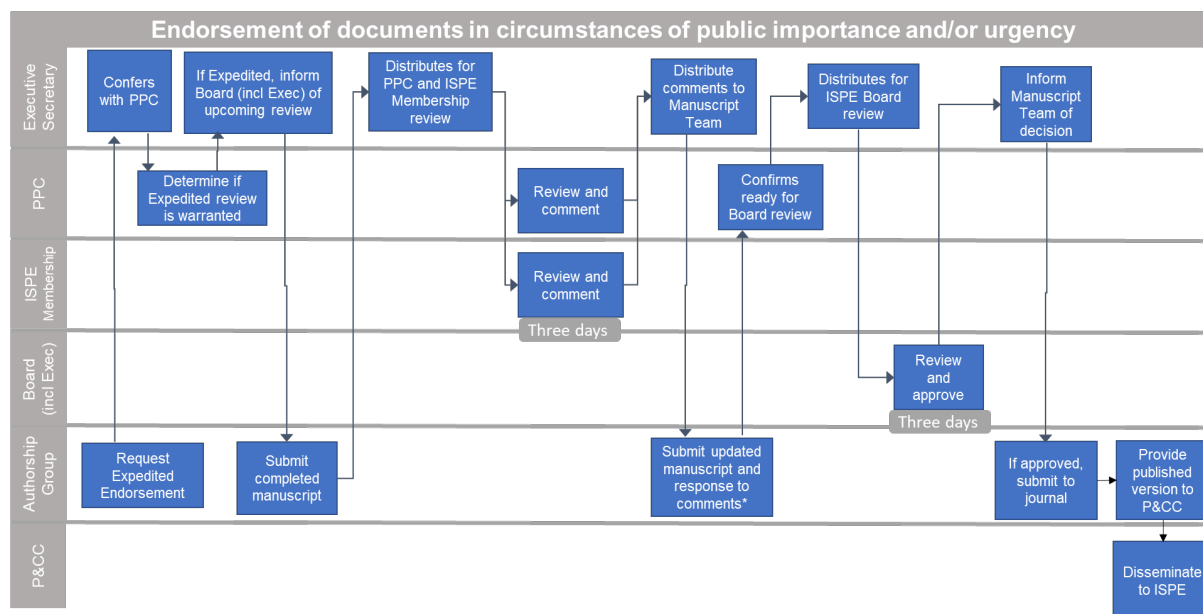 Endorsement of documents in circumstances of public importance and/or urgency
Executive
Secretary
Confers
with PPC
If Expedited, inform
Board (incl Exec) of
upcoming review
Distributes for
PPC and ISPE
Membership
review
Distribute
comments to
Manuscript
Team
Distributes for
ISPE Board
review
Inform
Manuscript
Team of
decision
PPC
Determine if
Expedited review
is warranted
Review and
comment
Confirms
ready for
Board review
ISPE
Membership
Review and
comment
Three days
Board
(incl Exec)
Review
and
approve
Three days
Authorship
Group
Request
Expedited
Endorsement
Submit
completed
manuscript
Submit updated
manuscript and
response to
comments*
If approved,
submit to
journal
Provide
published
version to
P&CC
P&CC
Disseminate
to ISPE